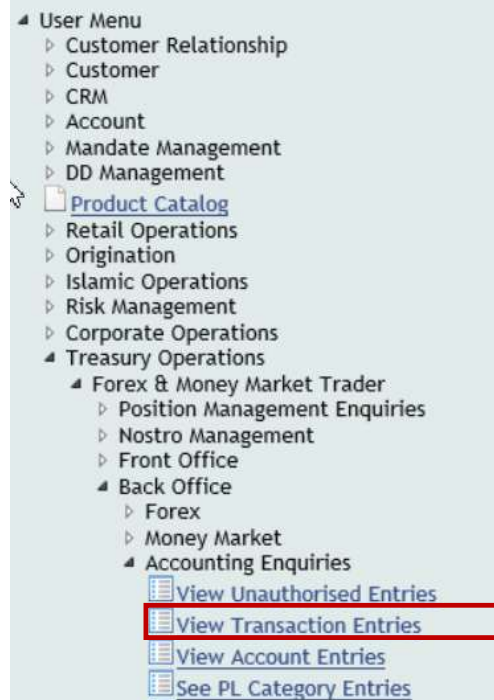 User Menu
Customer Relationship
Customer
CRM
Account
Mandate Management
DD Management
Product Catalog
Retail Operations
Origination
Islamic Operations
Risk Management
Corporate Operations
Treasury Operations
Forex & Money Market Trader
Position Management Enquiries
Nostro Management
Front Office
Back Office
Forex
Money Market
Accounting Enquiries
View Unauthorised Entries
View Transaction Entries
View Account Entries
See PL Category Entries